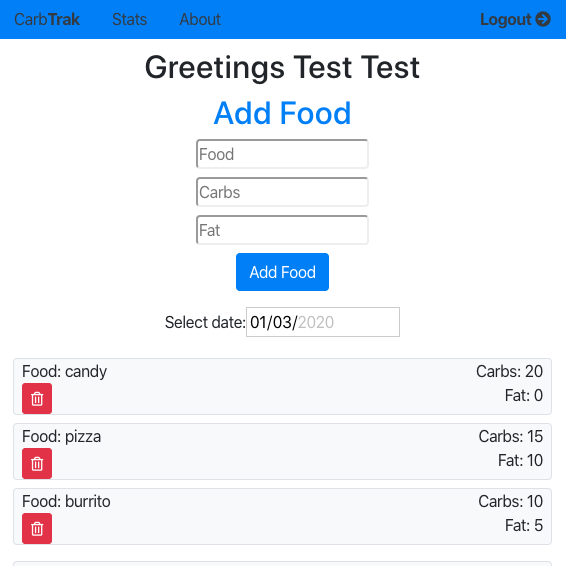 CarbTrak Stats About Logout
Greetings Test Test
Add Food
Food
Carbs
Fat
Add Food
Select date: 01/03/2020
Food: candy Carbs: 20
Fat: 0
Food: pizza Carbs: 15
Fat: 10
Food: burrito Carbs: 10
Fat: 5